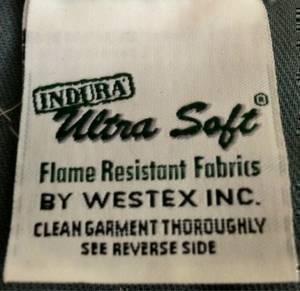 INDURA
Ultra Soft®
Flame Resistant Fabrics
BY WESTEX INC.
CLEAN GARMENT THOROUGHLY
SEE REVERSE SIDE